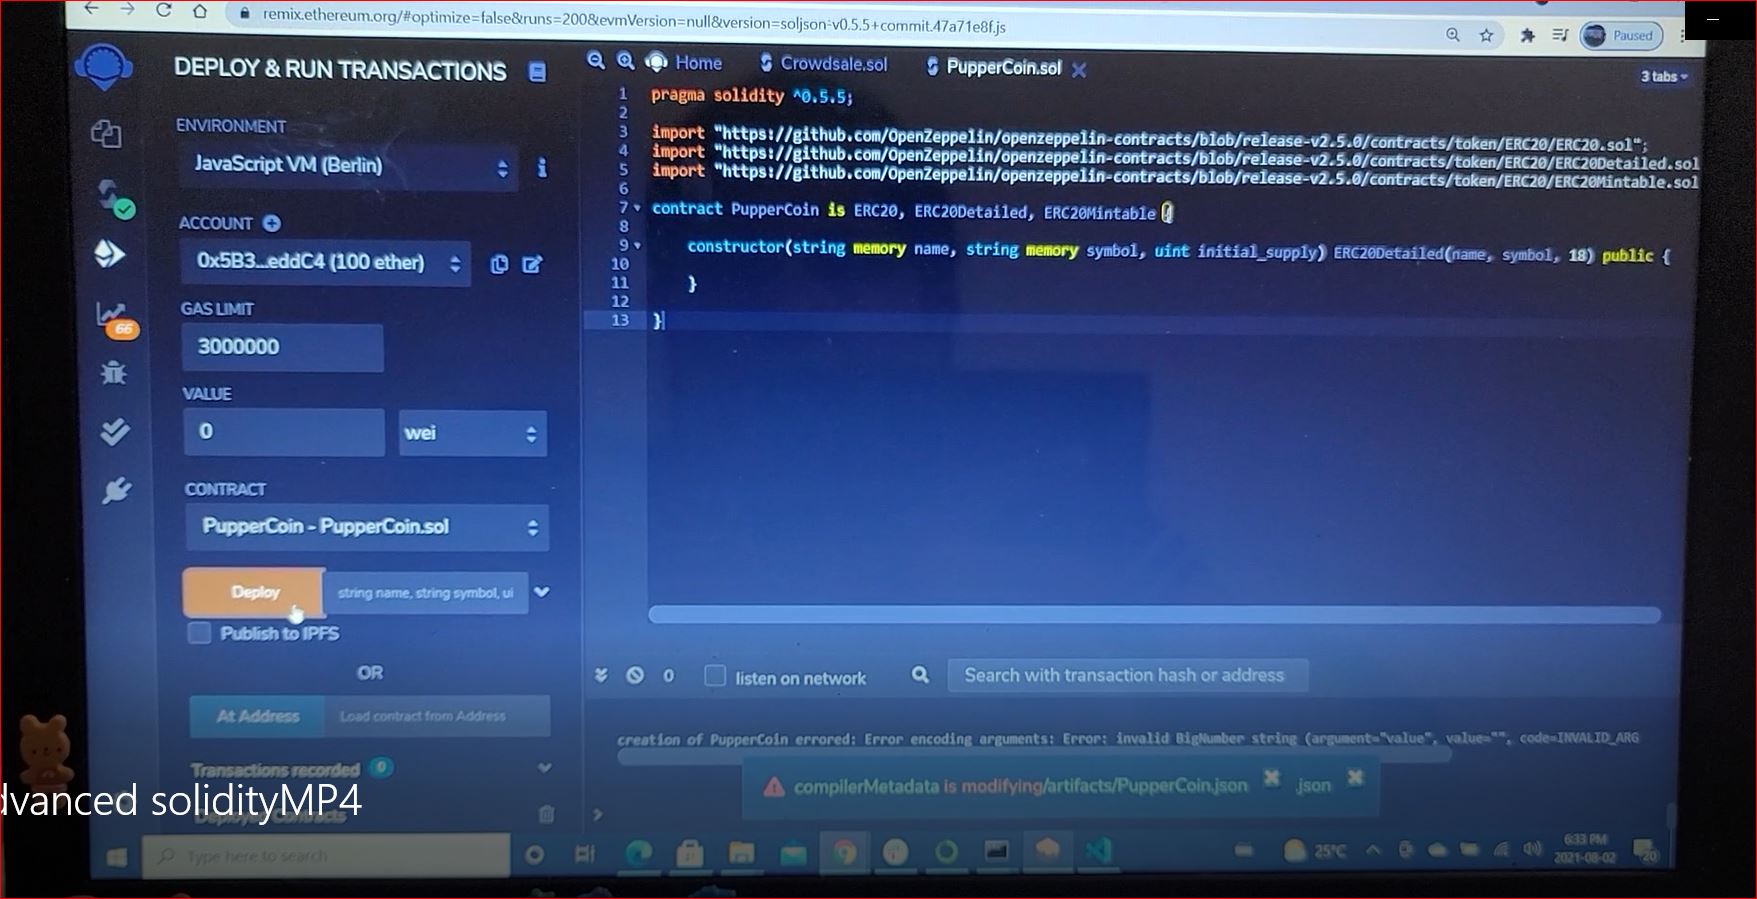 remix.ethereum.org/#optimize=false&runs=200&evmVersion=null&version=soljson-v0.5.5+commit.47a71e8f.js
Paused
DEPLOY & RUN TRANSACTIONS
Home
Crowdsale.sol
PupperCoin.sol
3 tabs
ENVIRONMENT
JavaScript VM (Berlin)
ACCOUNT
0x5B3...eddC4 (100 ether)
GAS LIMIT
3000000
66
VALUE
0
wei
CONTRACT
PupperCoin - PupperCoin.sol
Deploy
string name, string symbol, ui
Publish to IPFS
OR
At Address
Load contract from Address
Transactions recorded 0
1 pragma solidity ^0.5.5;
2
3 import "https://github.com/OpenZeppelin/openzeppelin-contracts/blob/release-v2.5.0/contracts/token/ERC20/ERC20.sol";
4 import "https://github.com/OpenZeppelin/openzeppelin-contracts/blob/release-v2.5.0/contracts/token/ERC20/ERC20Detailed.sol
5 import "https://github.com/OpenZeppelin/openzeppelin-contracts/blob/release-v2.5.0/contracts/token/ERC20/ERC20Mintable.sol
6
7 contract PupperCoin is ERC20, ERC20Detailed, ERC20Mintable {
8
9 constructor(string memory name, string memory symbol, uint initial_supply) ERC20Detailed(name, symbol, 18) public {
10
11 }
12
13 }
0
listen on network
Search with transaction hash or address
creation of PupperCoin errored: Error encoding arguments: Error: invalid BigNumber string (argument="value", value="", code=INVALID_ARG
compilerMetadata is modifying/artifacts/PupperCoin.json
.json
dvanced solidityMP4
Type here to search
25°C
6:33 PM
2021-08-02
20